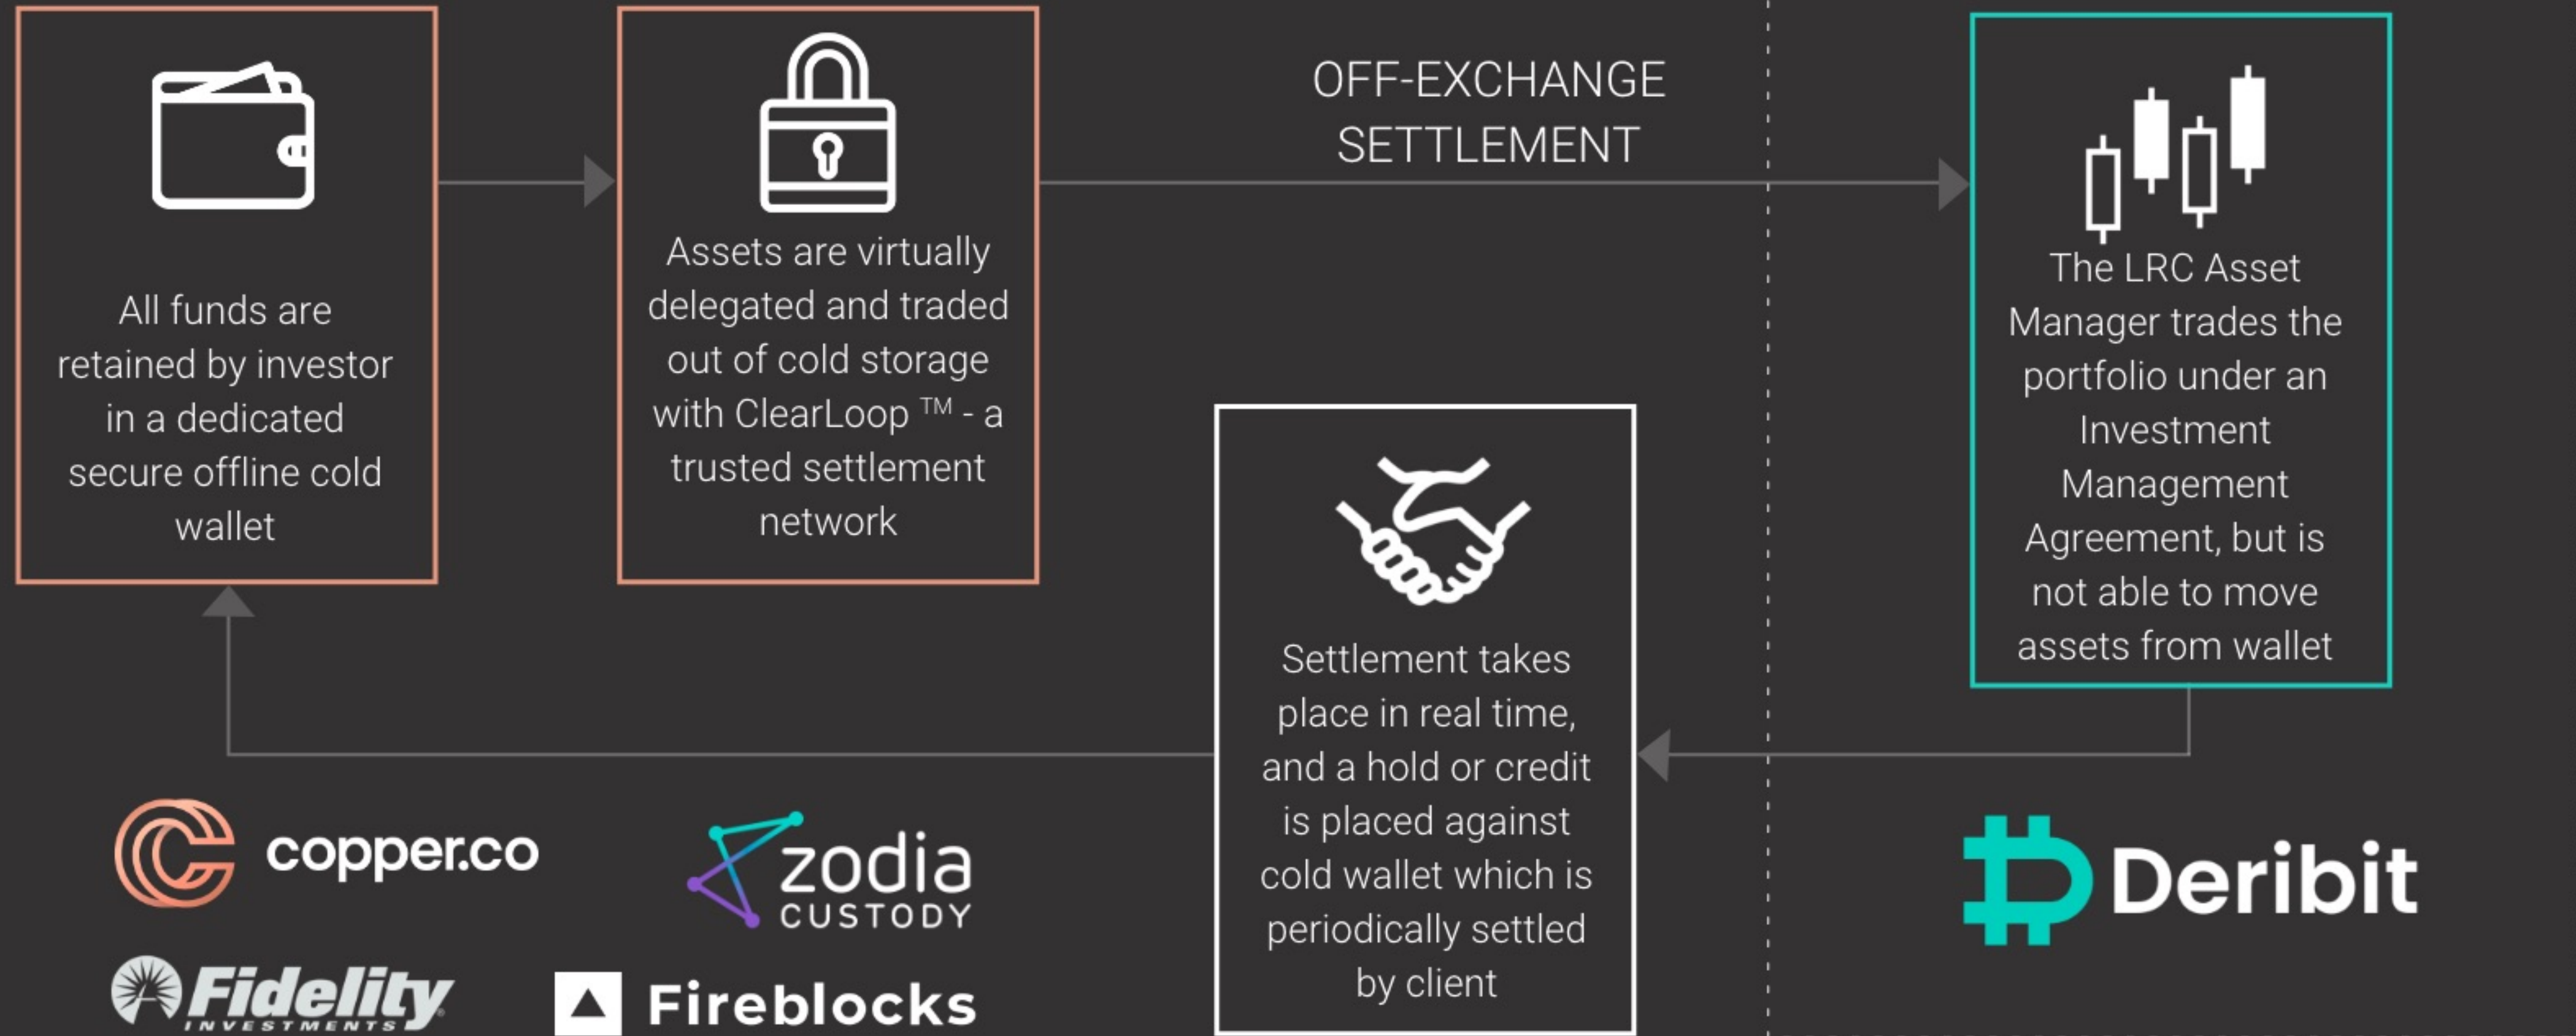 All funds are
retained by investor
in a dedicated
secure offline cold
wallet
Assets are virtually
delegated and traded
out of cold storage
with ClearLoop ™ - a
trusted settlement
network
OFF-EXCHANGE
SETTLEMENT
The LRC Asset
Manager trades the
portfolio under an
Investment
Management
Agreement, but is
not able to move
assets from wallet
Settlement takes
place in real time,
and a hold or credit
is placed against
cold wallet which is
periodically settled
by client
copper.co
zodia
CUSTODY
Fidelity
INVESTMENTS
Fireblocks
Deribit